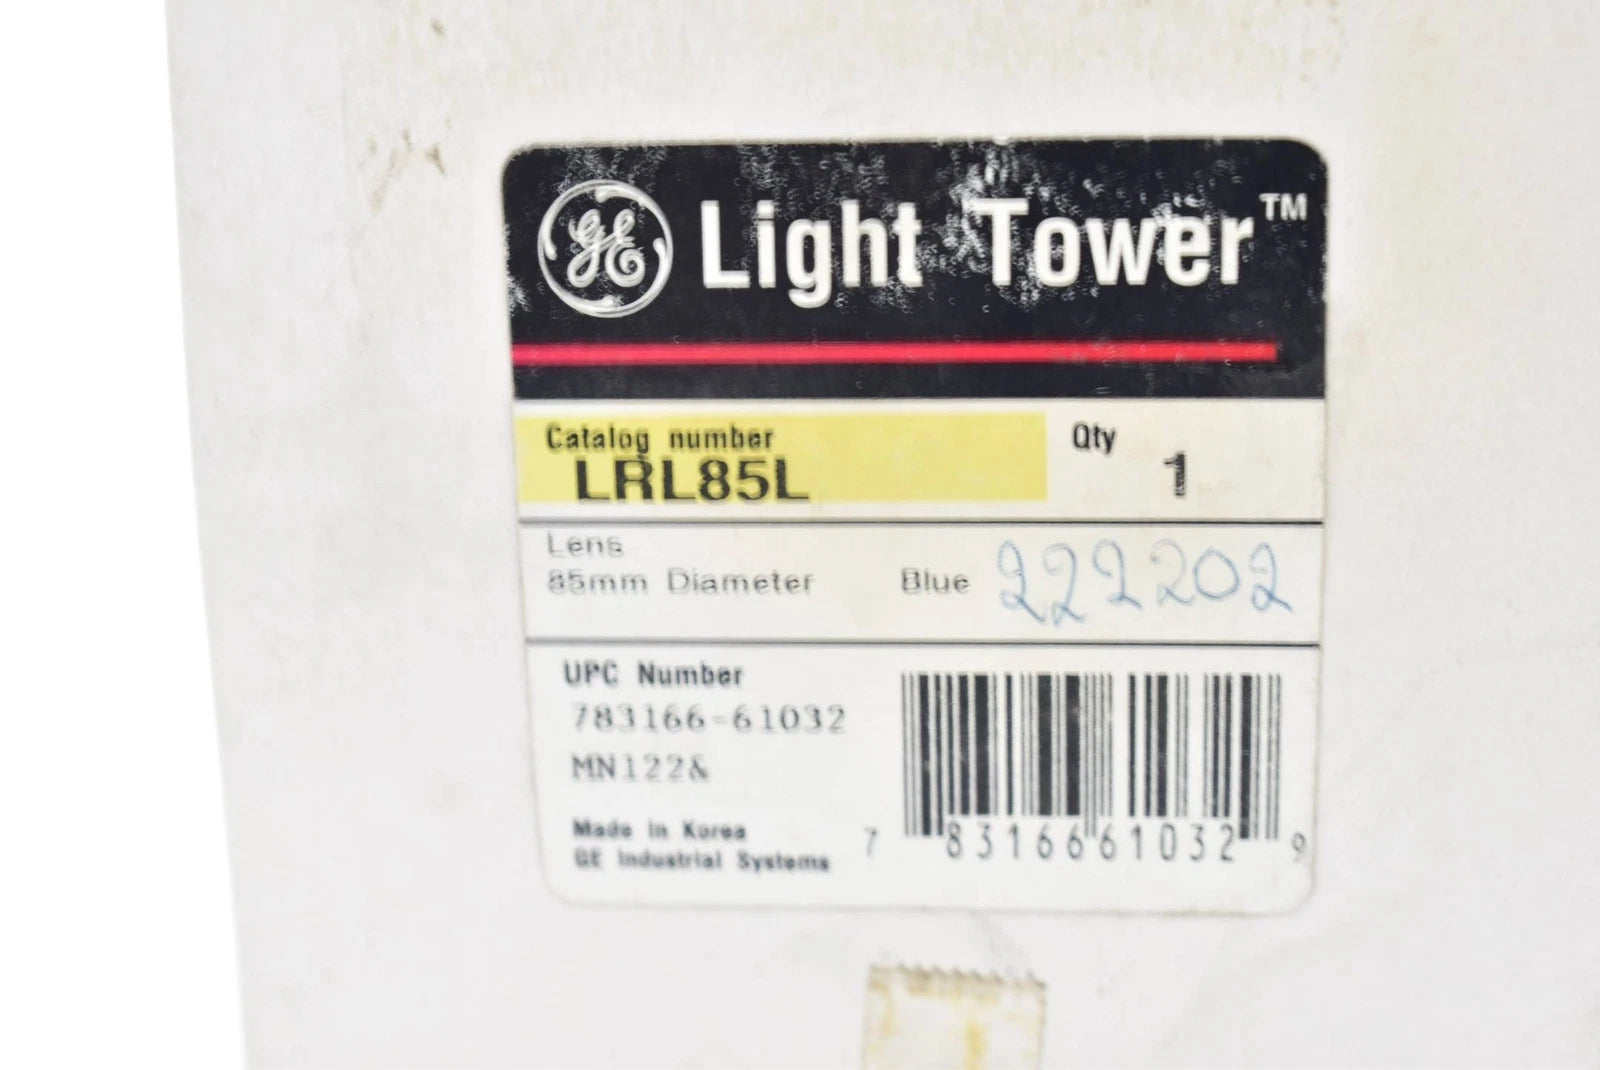 GE Light Tower™
Catalog number Qty
LRL85L 1
Lens
85mm Diameter Blue 222202
UPC Number
783166-61032
MN122&
Made in Korea
GE Industrial Systems
7 83166 61032 9